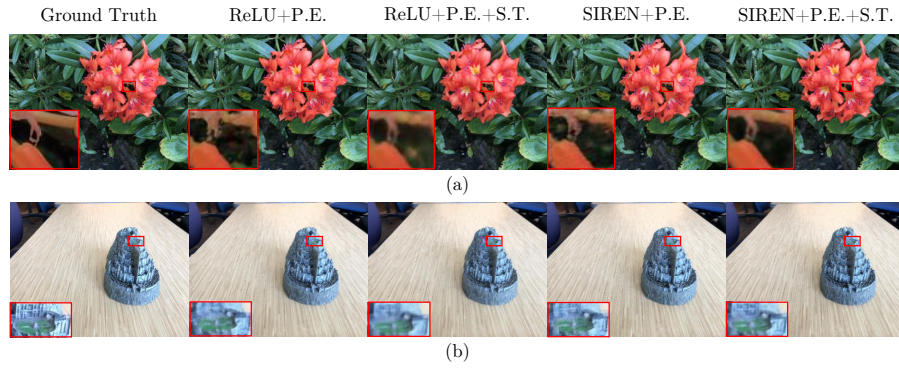 Ground Truth ReLU+P.E. ReLU+P.E.+S.T. SIREN+P.E. SIREN+P.E.+S.T.
(a)
(b)